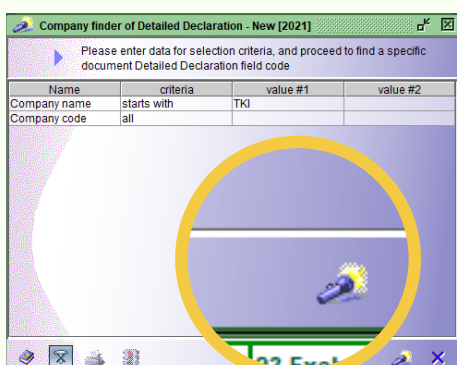 Company finder of Detailed Declaration - New [2021]
Please enter data for selection criteria, and proceed to find a specific
document Detailed Declaration field code
Name criteria value #1 value #2
Company name starts with TKI
Company code all